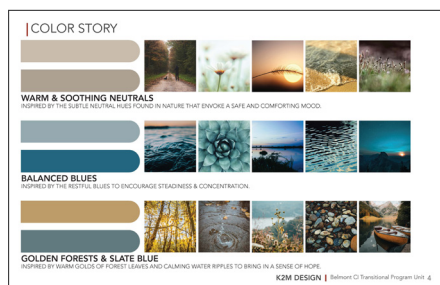 COLOR STORY
WARM & SOOTHING NEUTRALS
INSPIRED BY THE SUBTLE NEUTRAL HUES FOUND IN NATURE THAT ENVOKE A SAFE AND COMFORTING MOOD.
BALANCED BLUES
INSPIRED BY THE RESTFUL BLUES TO ENCOURAGE STEADINESS & CONCENTRATION.
GOLDEN FORESTS & SLATE BLUE
INSPIRED BY WARM GOLDS OF FOREST LEAVES AND CALMING WATER RIPPLES TO BRING IN A SENSE OF HOPE.
K2M DESIGN | Belmont CI Transitional Program Unit 4